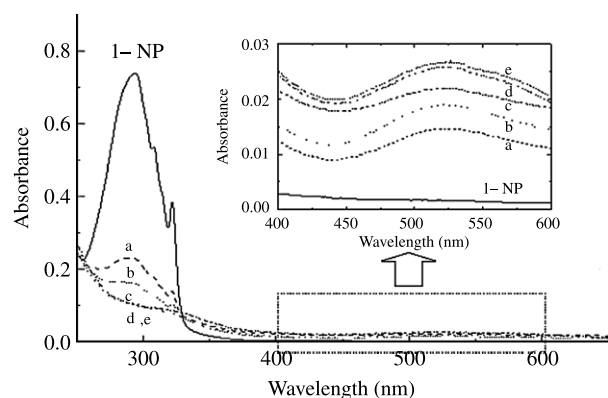 0.8
0.6
0.4
0.2
0.0
Absorbance
1– NP
a
b
c
d ,e
300
400
500
600
Wavelength (nm)
0.03
0.02
0.01
0.00
Absorbance
e
d
c
b
a
1– NP
400
450
500
550
600
Wavelength (nm)